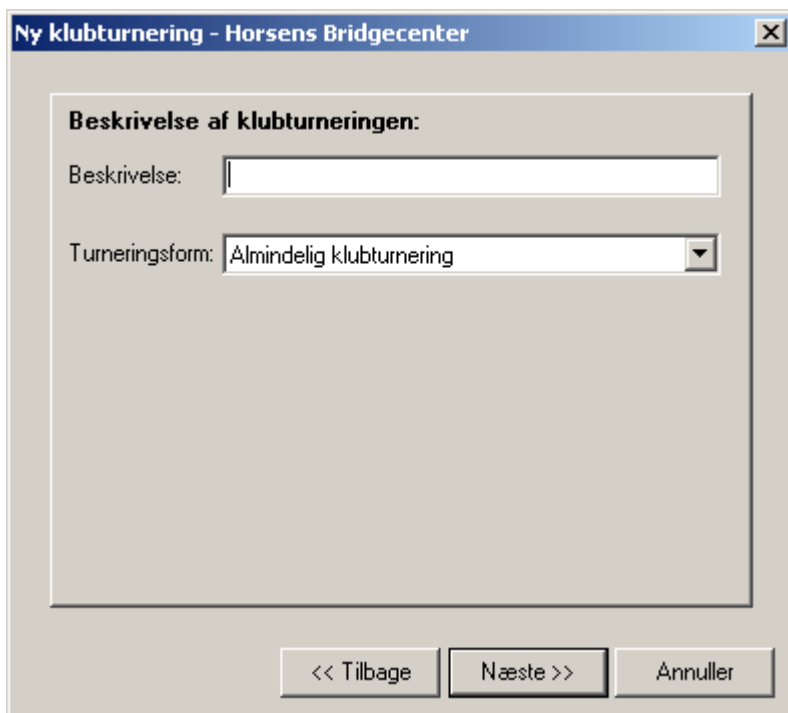 Ny klubturnering - Horsens Bridgecenter
Beskrivelse af klubturneringen:
Beskrivelse:
Turneringsform: Almindelig klubturnering
<< Tilbage Næste >> Annuller